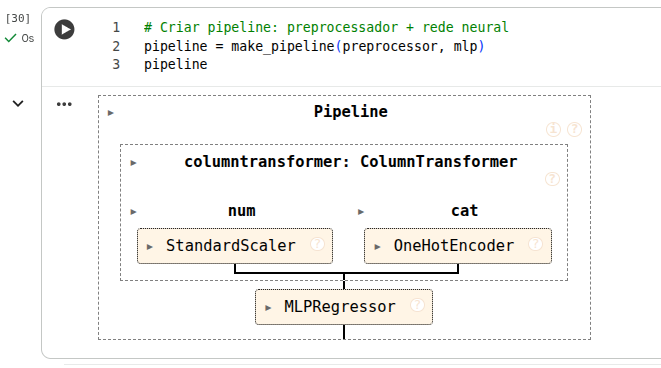 [30]
0s
1 # Criar pipeline: preprocessador + rede neural
2 pipeline = make_pipeline(preprocessor, mlp)
3 pipeline
Pipeline
i ?
columntransformer: ColumnTransformer
?
num cat
StandardScaler ? OneHotEncoder ?
MLPRegressor ?